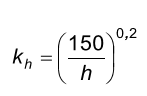 k_h = (150/h)^{0,2}